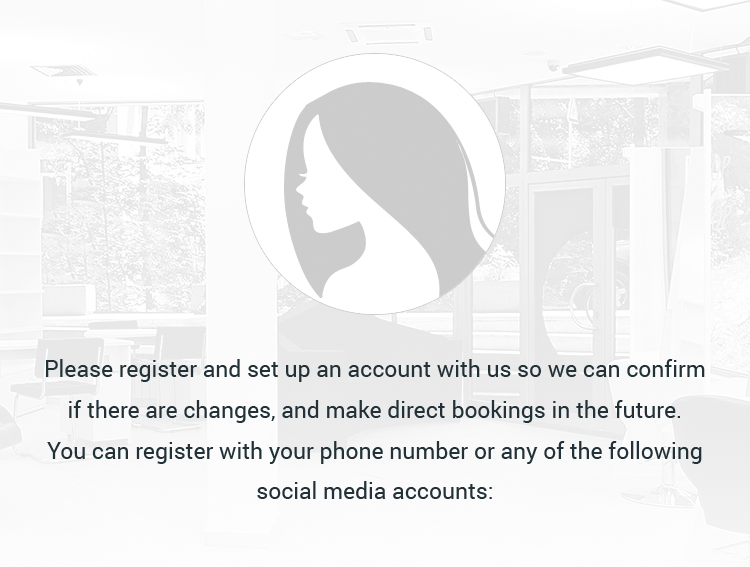 Please register and set up an account with us so we can confirm
if there are changes, and make direct bookings in the future.
You can register with your phone number or any of the following
social media accounts: